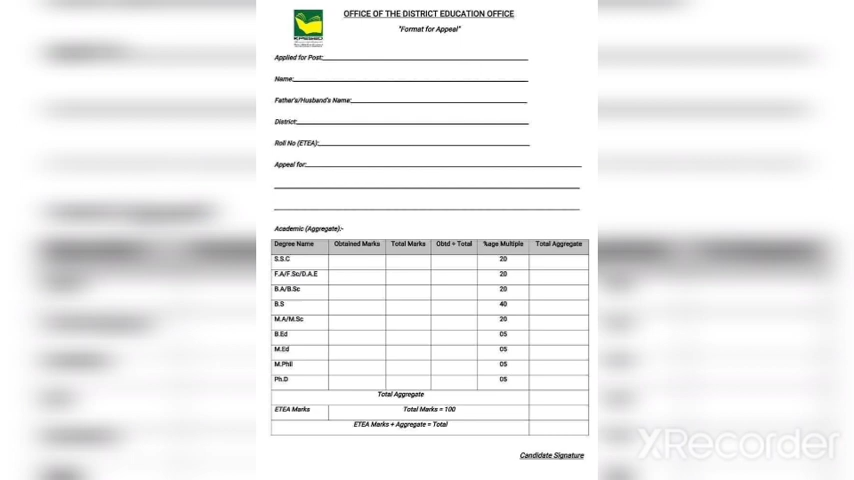 KPESED
OFFICE OF THE DISTRICT EDUCATION OFFICE
"Format for Appeal"
Applied for Post:
Name:
Father's/Husband's Name:
District:
Roll No (ETEA):
Appeal for:
Academic (Aggregate):-
Degree Name Obtained Marks Total Marks Obtd ÷ Total %age Multiple Total Aggregate
S.S.C 20
F.A/F.Sc/D.A.E 20
B.A/B.Sc 20
B.S 40
M.A/M.Sc 20
B.Ed 05
M.Ed 05
M.Phil 05
Ph.D 05
Total Aggregate
ETEA Marks Total Marks = 100
ETEA Marks + Aggregate = Total
Candidate Signature
XRecorder